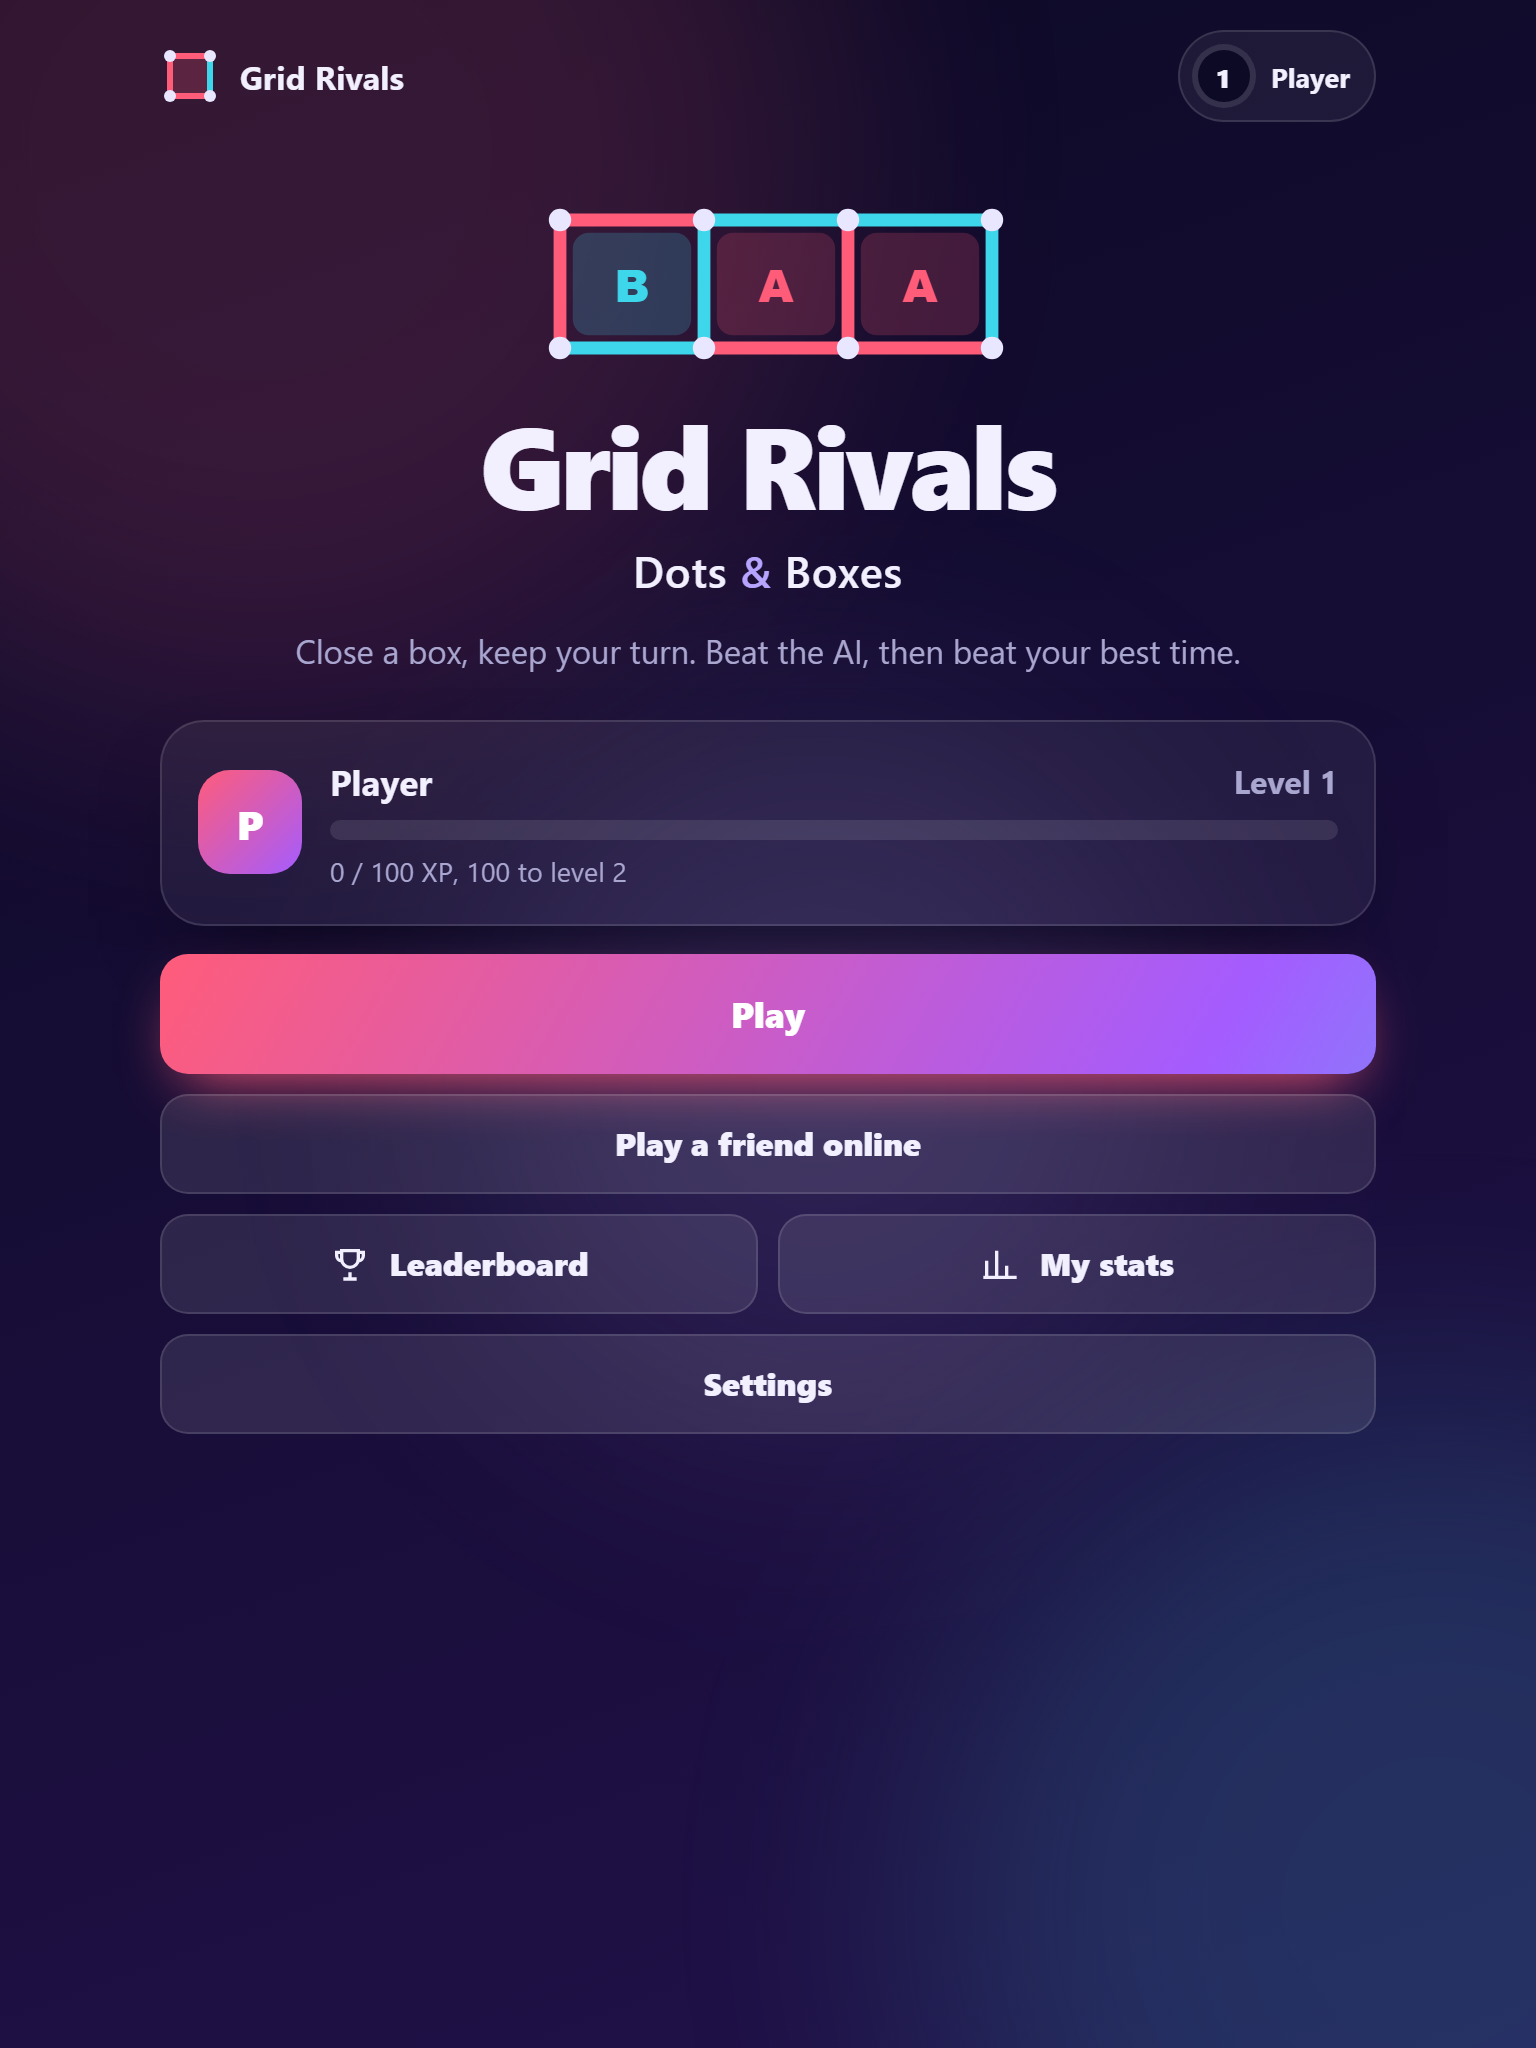 Grid Rivals
1 Player
B A A
Grid Rivals
Dots & Boxes
Close a box, keep your turn. Beat the AI, then beat your best time.
P
Player
Level 1
0 / 100 XP, 100 to level 2
Play
Play a friend online
Leaderboard
My stats
Settings